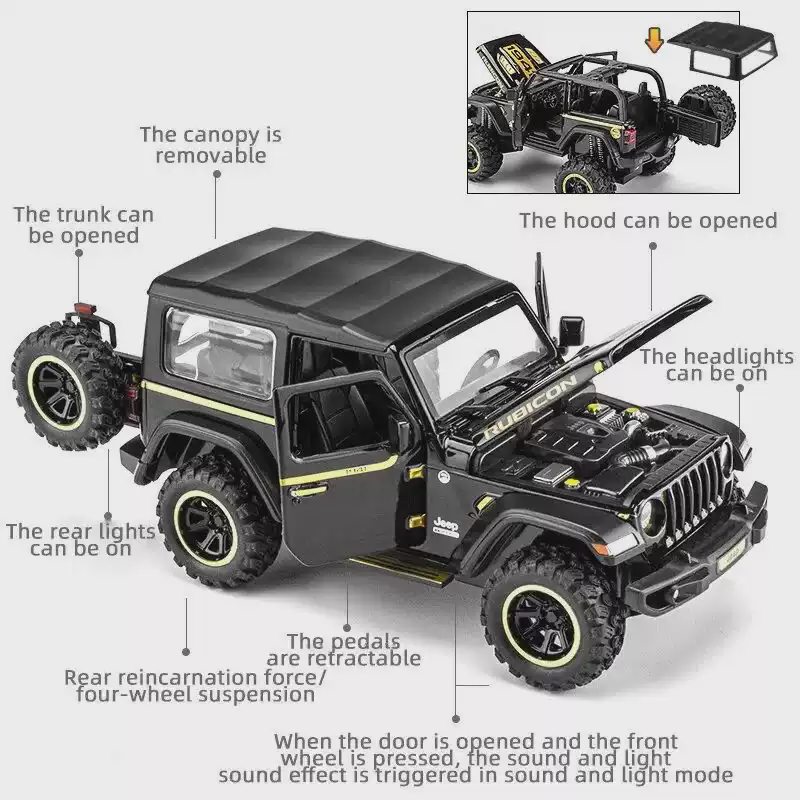 1941
The canopy is
removable
The trunk can
be opened
The hood can be opened
The headlights
can be on
RUBICON
Jeep
The rear lights
can be on
The pedals
are retractable
Rear reincarnation force/
four-wheel suspension
When the door is opened and the front
wheel is pressed, the sound and light
sound effect is triggered in sound and light mode